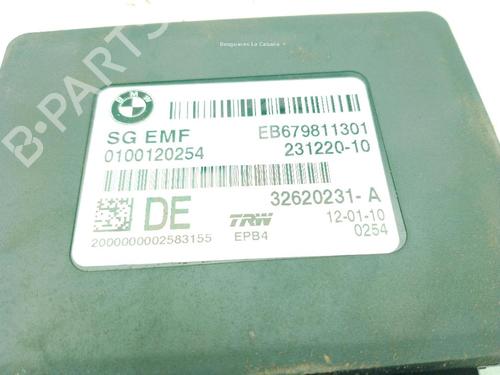 Desguaces La Cabaña
B-PARTS
BMW
SG EMF EB679811301
0100120254 231220-10
32620231-A
DE TRW 12-01-10
2000000002583155 EPB4 0254